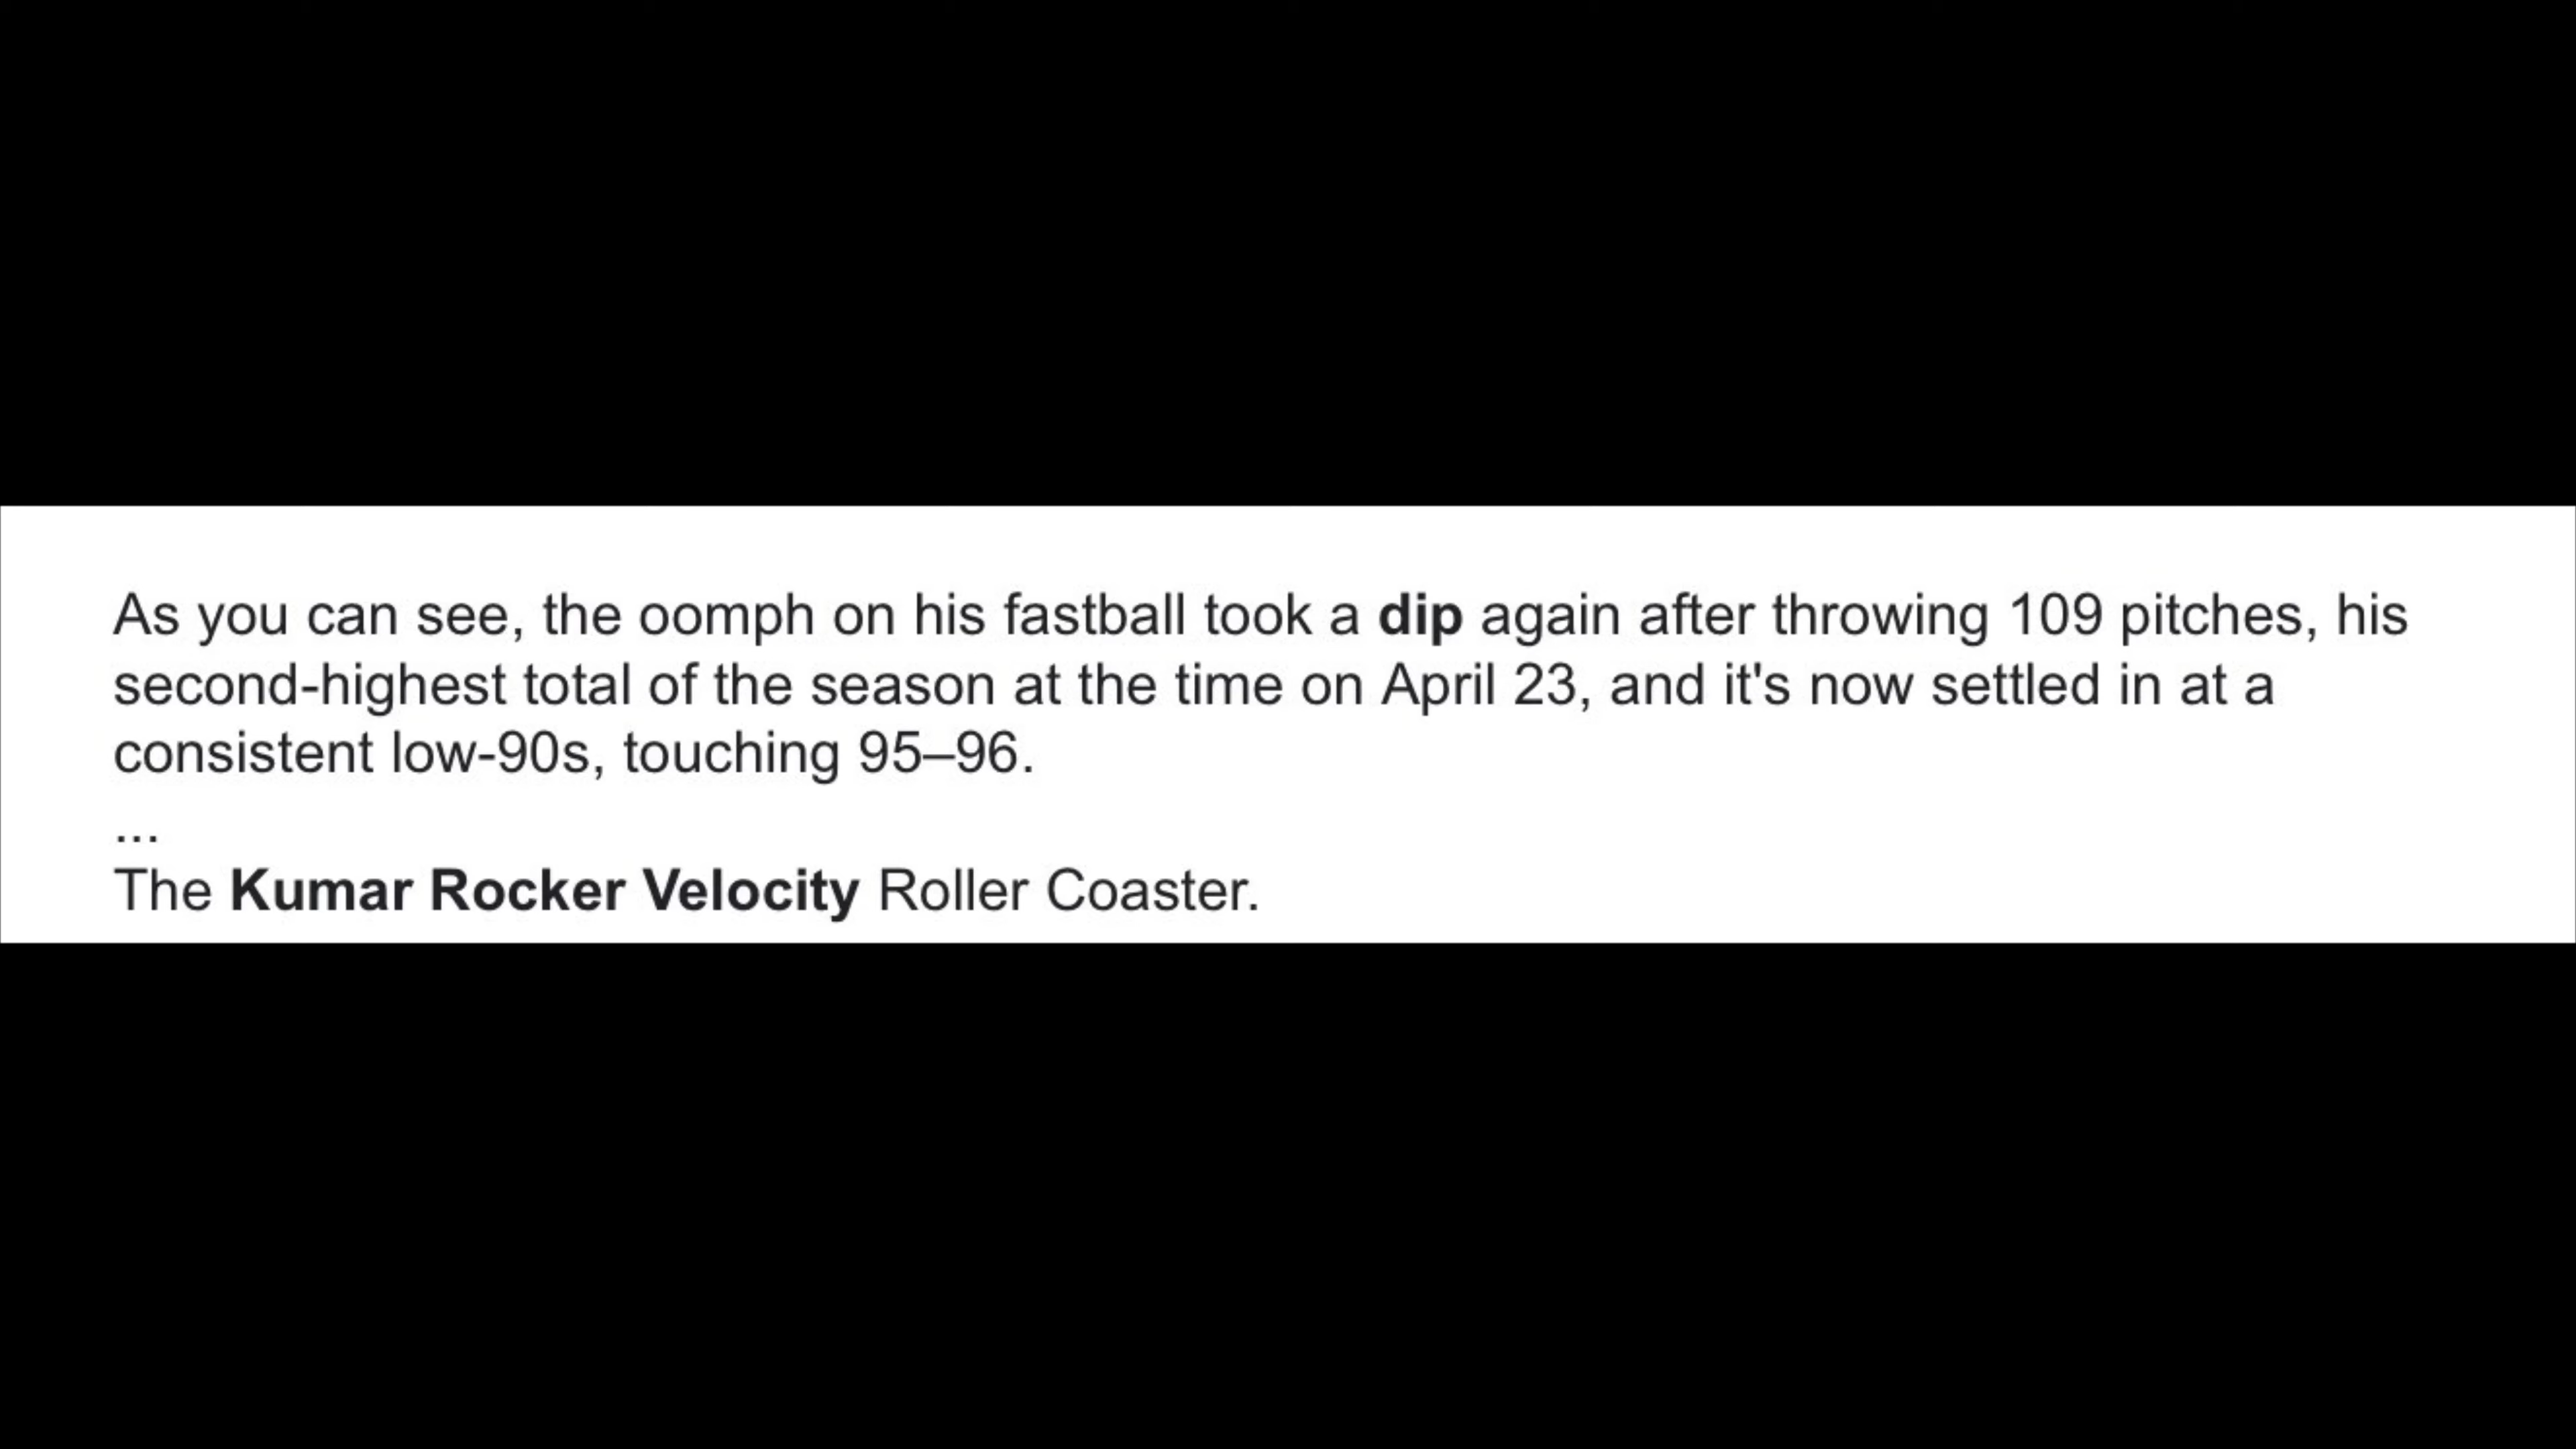 As you can see, the oomph on his fastball took a dip again after throwing 109 pitches, his
second-highest total of the season at the time on April 23, and it's now settled in at a
consistent low-90s, touching 95–96.
...
The Kumar Rocker Velocity Roller Coaster.